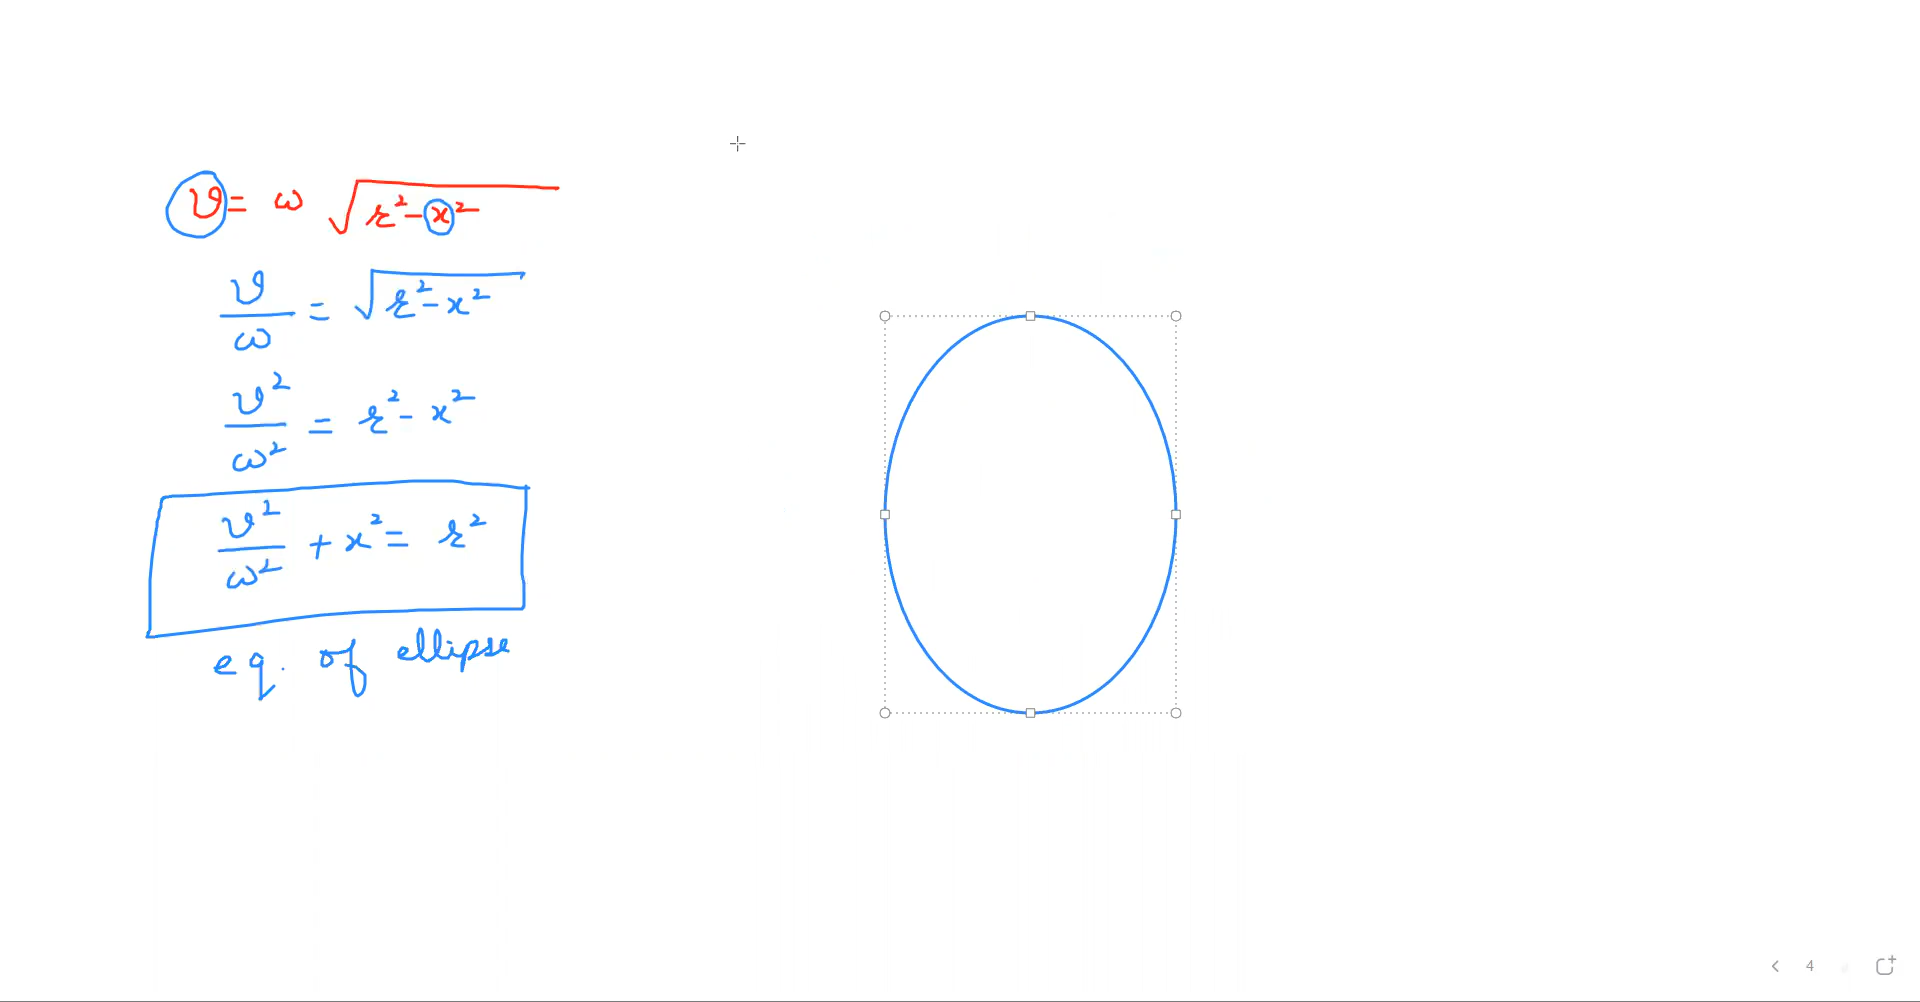 v = ω √(r² - x²)
v/ω = √(r² - x²)
v²/ω² = r² - x²
v²/ω² + x² = r²
eq. of ellipse
4